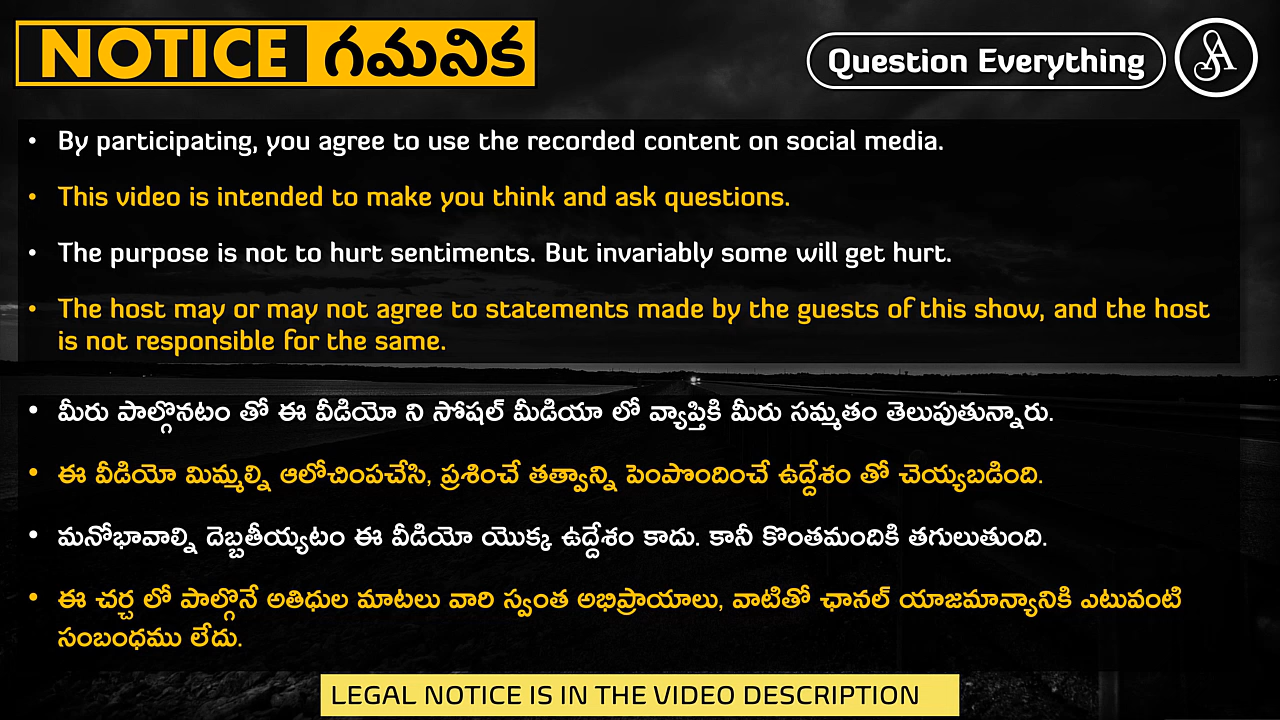 NOTICE గమనిక
Question Everything
• By participating, you agree to use the recorded content on social media.
• This video is intended to make you think and ask questions.
• The purpose is not to hurt sentiments. But invariably some will get hurt.
• The host may or may not agree to statements made by the guests of this show, and the host
is not responsible for the same.
• మీరు పాల్గొనటం తో ఈ వీడియో ని సోషల్ మీడియా లో వ్యాప్తికి మీరు సమ్మతం తెలుపుతున్నారు.
• ఈ వీడియో మిమ్మల్ని ఆలోచింపచేసి, ప్రశించే తత్వాన్ని పెంపొందించే ఉద్దేశం తో చెయ్యబడింది.
• మనోభావాల్ని దెబ్బతీయ్యటం ఈ వీడియో యొక్క ఉద్దేశం కాదు. కానీ కొంతమందికి తగులుతుంది.
• ఈ చర్చ లో పాల్గొనే అతిధుల మాటలు వారి స్వంత అభిప్రాయాలు, వాటితో ఛానల్ యాజమాన్యానికి ఎటువంటి
సంబంధము లేదు.
LEGAL NOTICE IS IN THE VIDEO DESCRIPTION